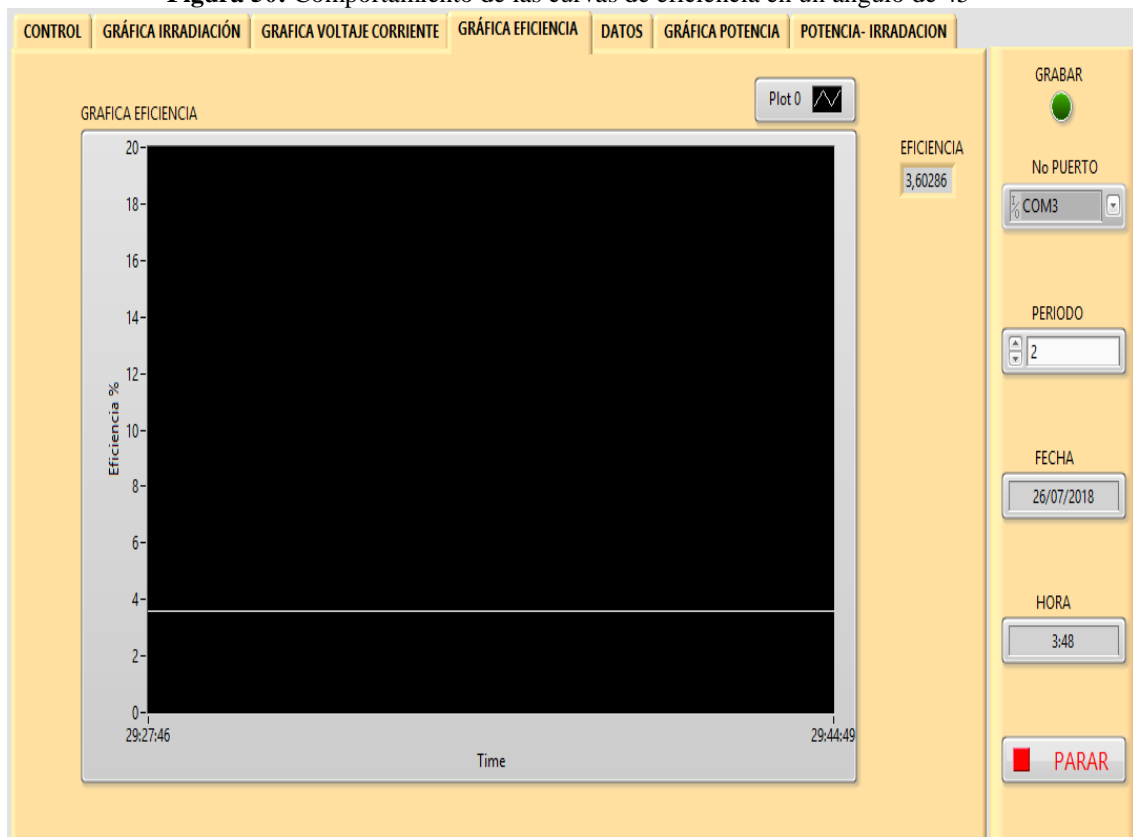 Figura 30. Comportamiento de las curvas de eficiencia en un ángulo de 45
CONTROL GRÁFICA IRRADIACIÓN GRAFICA VOLTAJE CORRIENTE GRÁFICA EFICIENCIA DATOS GRÁFICA POTENCIA POTENCIA- IRRADACION
Plot 0
GRAFICA EFICIENCIA
Eficiencia %
20
18
16
14
12
10
8
6
4
2
0
29:27:46
29:44:49
Time
EFICIENCIA
3,60286
GRABAR
No PUERTO
I/O COM3
PERIODO
2
FECHA
26/07/2018
HORA
3:48
PARAR